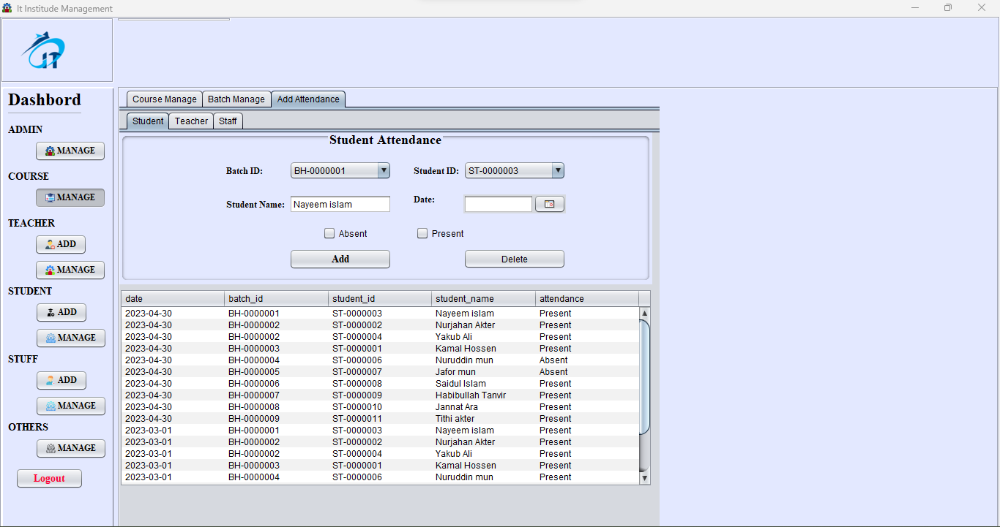 It Institude Management
IT
Dashbord
ADMIN
MANAGE
COURSE
MANAGE
TEACHER
ADD
MANAGE
STUDENT
ADD
MANAGE
STUFF
ADD
MANAGE
OTHERS
MANAGE
Logout
Course Manage Batch Manage Add Attendance
Student Teacher Staff
Student Attendance
Batch ID: BH-0000001 Student ID: ST-0000003
Student Name: Nayeem islam Date:
Absent Present
Add Delete
date batch_id student_id student_name attendance
2023-04-30 BH-0000001 ST-0000003 Nayeem islam Present
2023-04-30 BH-0000002 ST-0000002 Nurjahan Akter Present
2023-04-30 BH-0000002 ST-0000004 Yakub Ali Present
2023-04-30 BH-0000003 ST-0000001 Kamal Hossen Present
2023-04-30 BH-0000004 ST-0000006 Nuruddin mun Absent
2023-04-30 BH-0000005 ST-0000007 Jafor mun Absent
2023-04-30 BH-0000006 ST-0000008 Saidul Islam Present
2023-04-30 BH-0000007 ST-0000009 Habibullah Tanvir Present
2023-04-30 BH-0000008 ST-0000010 Jannat Ara Present
2023-04-30 BH-0000009 ST-0000011 Tithi akter Present
2023-03-01 BH-0000001 ST-0000003 Nayeem islam Present
2023-03-01 BH-0000002 ST-0000002 Nurjahan Akter Present
2023-03-01 BH-0000002 ST-0000004 Yakub Ali Present
2023-03-01 BH-0000003 ST-0000001 Kamal Hossen Present
2023-03-01 BH-0000004 ST-0000006 Nuruddin mun Present